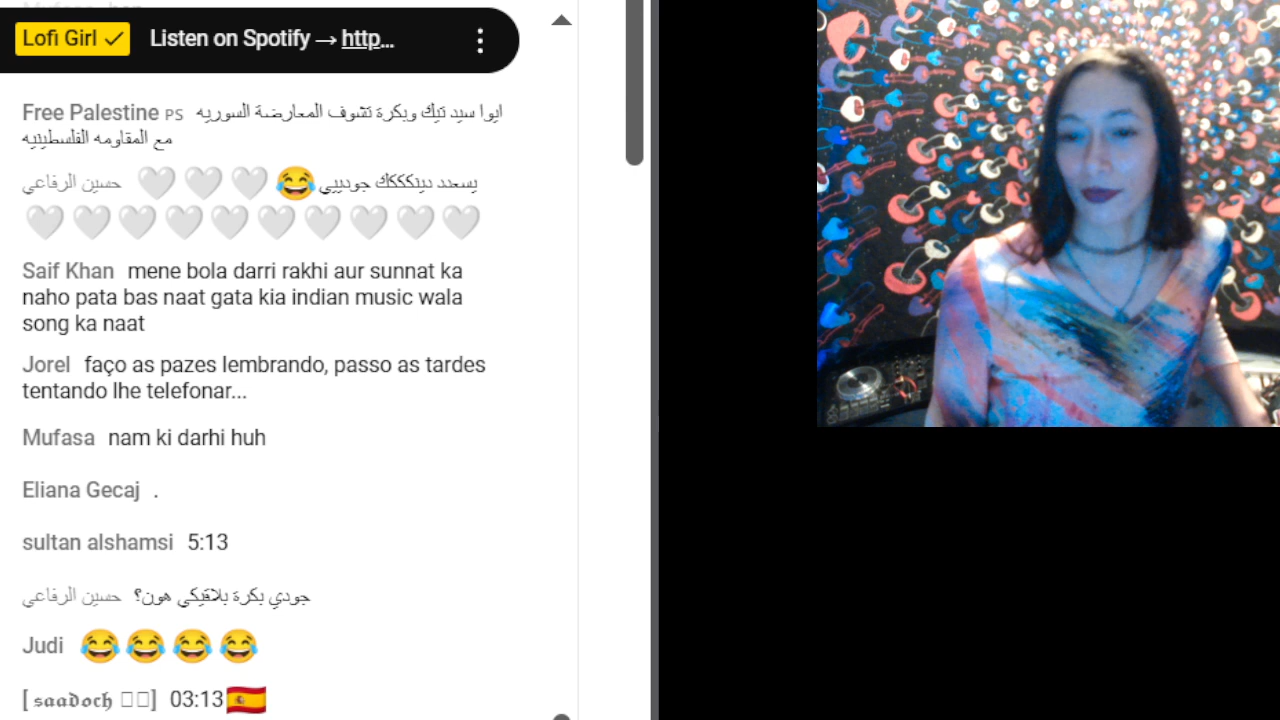 Lofi Girl ✓ Listen on Spotify → http...
Free Palestine PS ايوا سيد تيك وبكرة تشوف المعارضة السوريه
مع المقاومه الفلسطينيه
حسين الرفاعي 🤍 🤍 🤍 😂 يسعدد دينكككك جودييي
🤍 🤍 🤍 🤍 🤍 🤍 🤍 🤍 🤍 🤍
Saif Khan mene bola darri rakhi aur sunnat ka
naho pata bas naat gata kia indian music wala
song ka naat
Jorel faço as pazes lembrando, passo as tardes
tentando lhe telefonar...
Mufasa nam ki darhi huh
Eliana Gecaj .
sultan alshamsi 5:13
حسين الرفاعي جودي بكرة بلاقيكي هون؟
Judi 😂 😂 😂 😂
[ 𝖘𝖆𝖆𝖉𝖔𝖈𝖍 ] 03:13🇪🇸